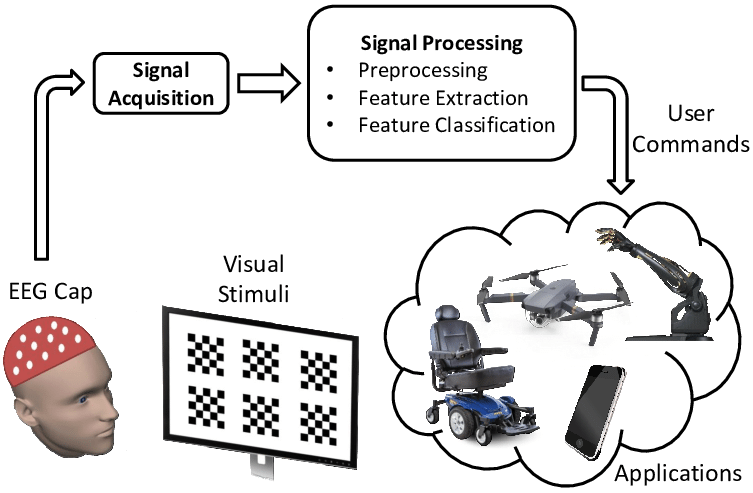 Signal
Acquisition
Signal Processing
• Preprocessing
• Feature Extraction
• Feature Classification
User
Commands
EEG Cap
Visual
Stimuli
Applications